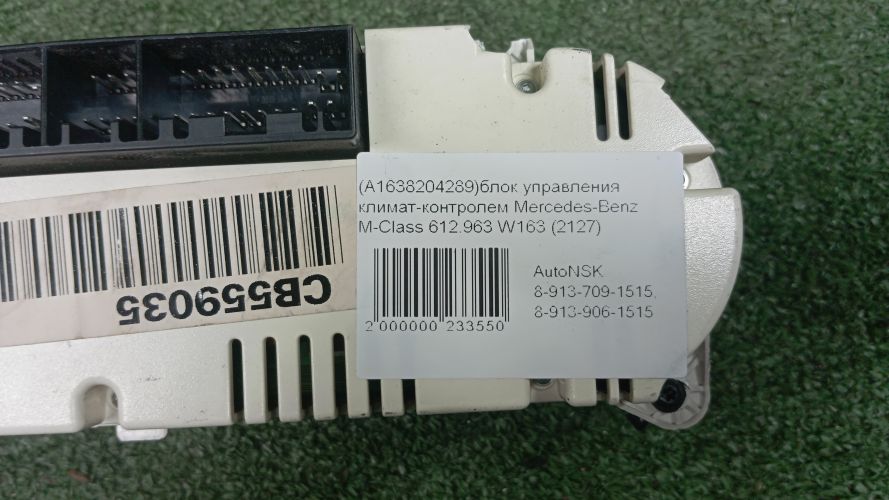 (A1638204289)блок управления
климат-контролем Mercedes-Benz
M-Class 612.963 W163 (2127)
AutoNSK
8-913-709-1515,
8-913-906-1515
2 000000 233550
CB559035